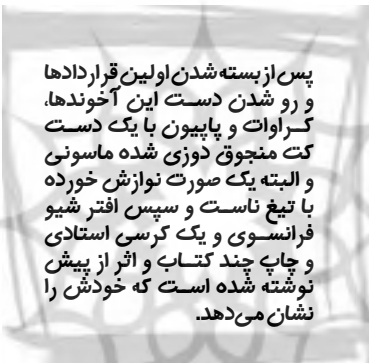 پس از بسته شدن اولین قراردادها
و رو شدن دست این آخوندها،
کراوات و پاپیون با یک دست
کت منجوق دوزی شده ماسونی
و البته یک صورت نوازش خورده
با تیغ ناست و سپس افتر شیو
فرانسوی و یک کرسی استادی
و چاپ چند کتاب و اثر از پیش
نوشته شده است که خودش را
نشان می‌دهد.